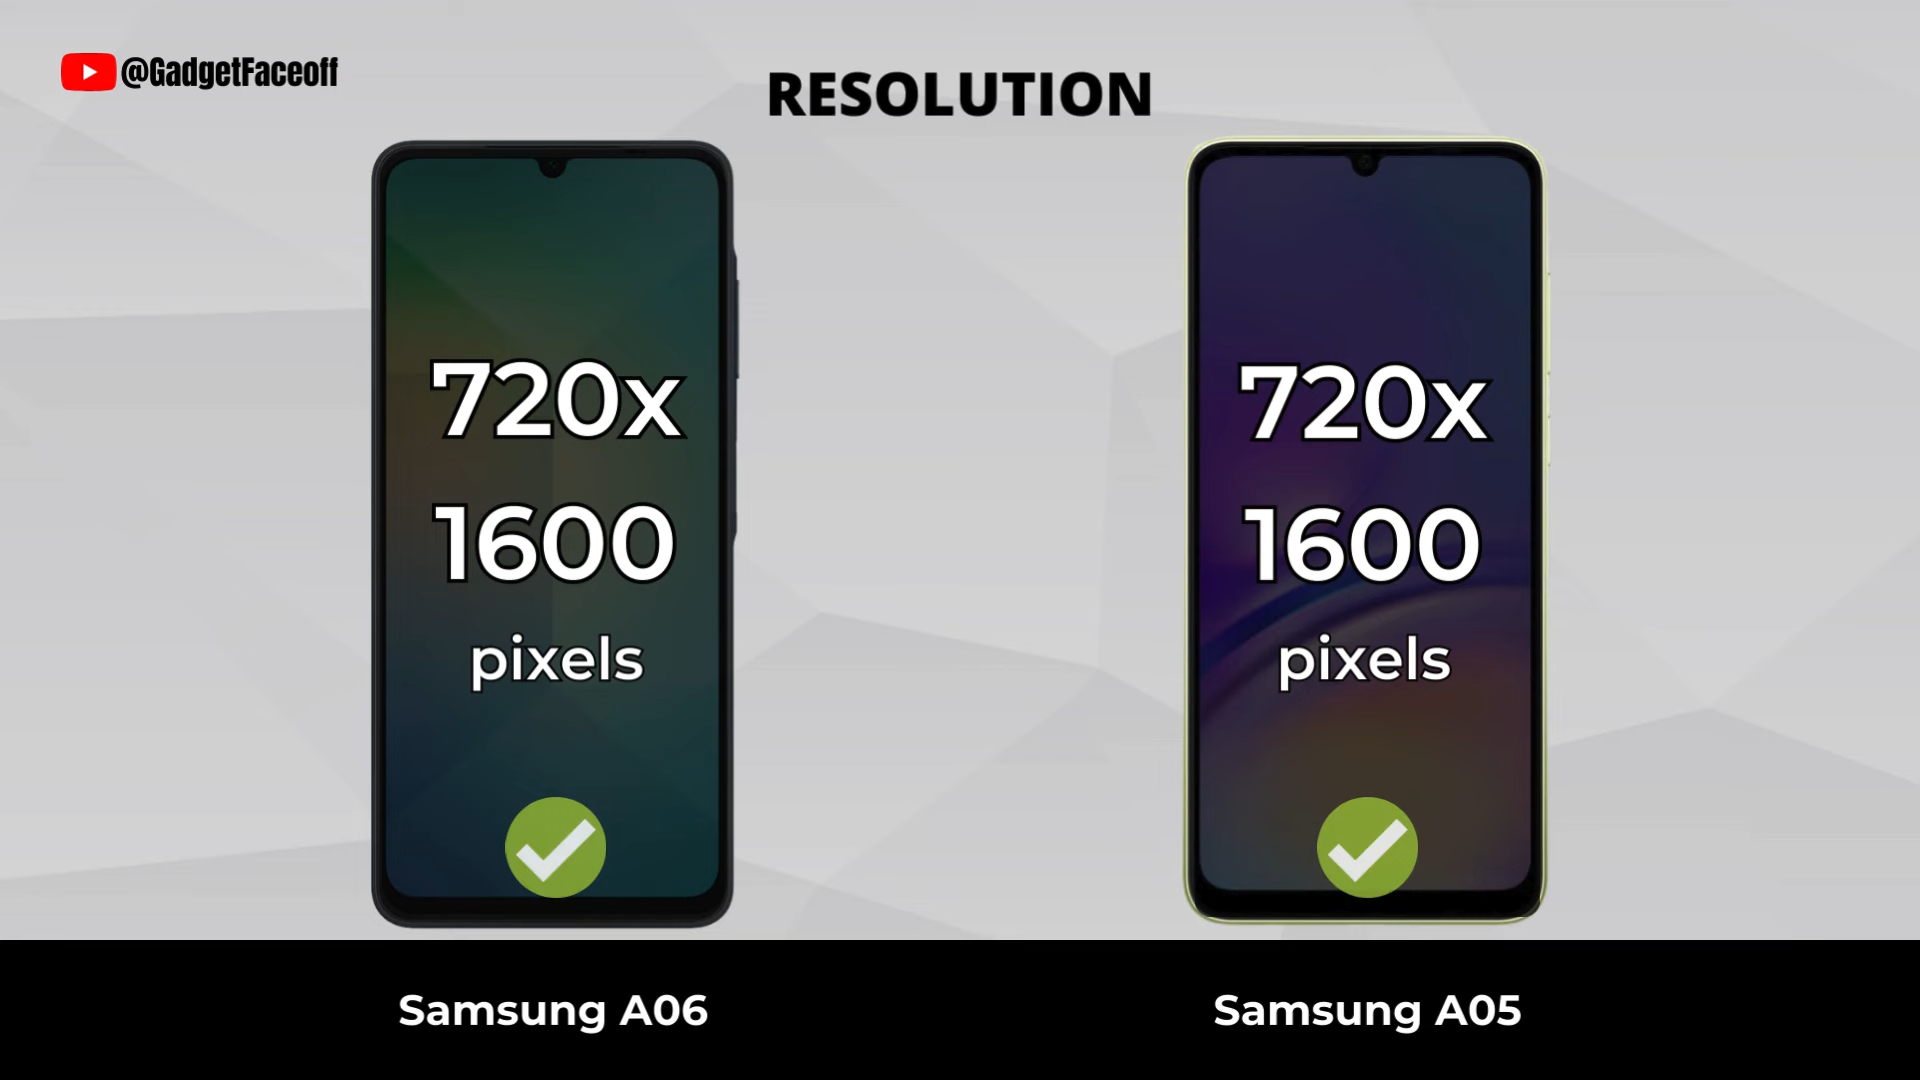 @GadgetFaceoff
RESOLUTION
720x
1600
pixels
720x
1600
pixels
Samsung A06
Samsung A05